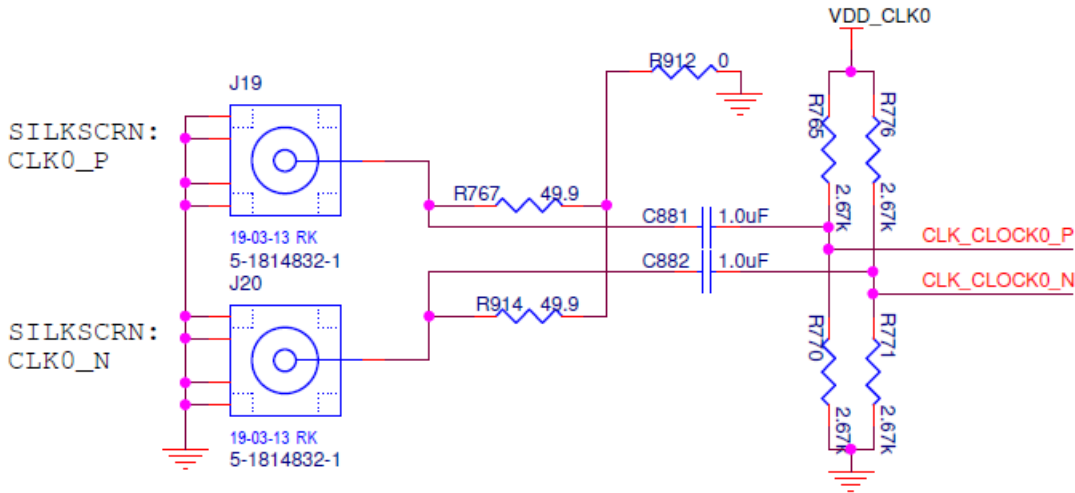 VDD_CLK0
R912 0
J19
R765
R776
SILKSCRN:
CLK0_P
R767 49.9
2.67k
2.67k
C881 1.0uF
19-03-13 RK
CLK_CLOCK0_P
5-1814832-1
C882 1.0uF
J20
CLK_CLOCK0_N
R914 49.9
SILKSCRN:
CLK0_N
R770
R771
2.67k
2.67k
19-03-13 RK
5-1814832-1